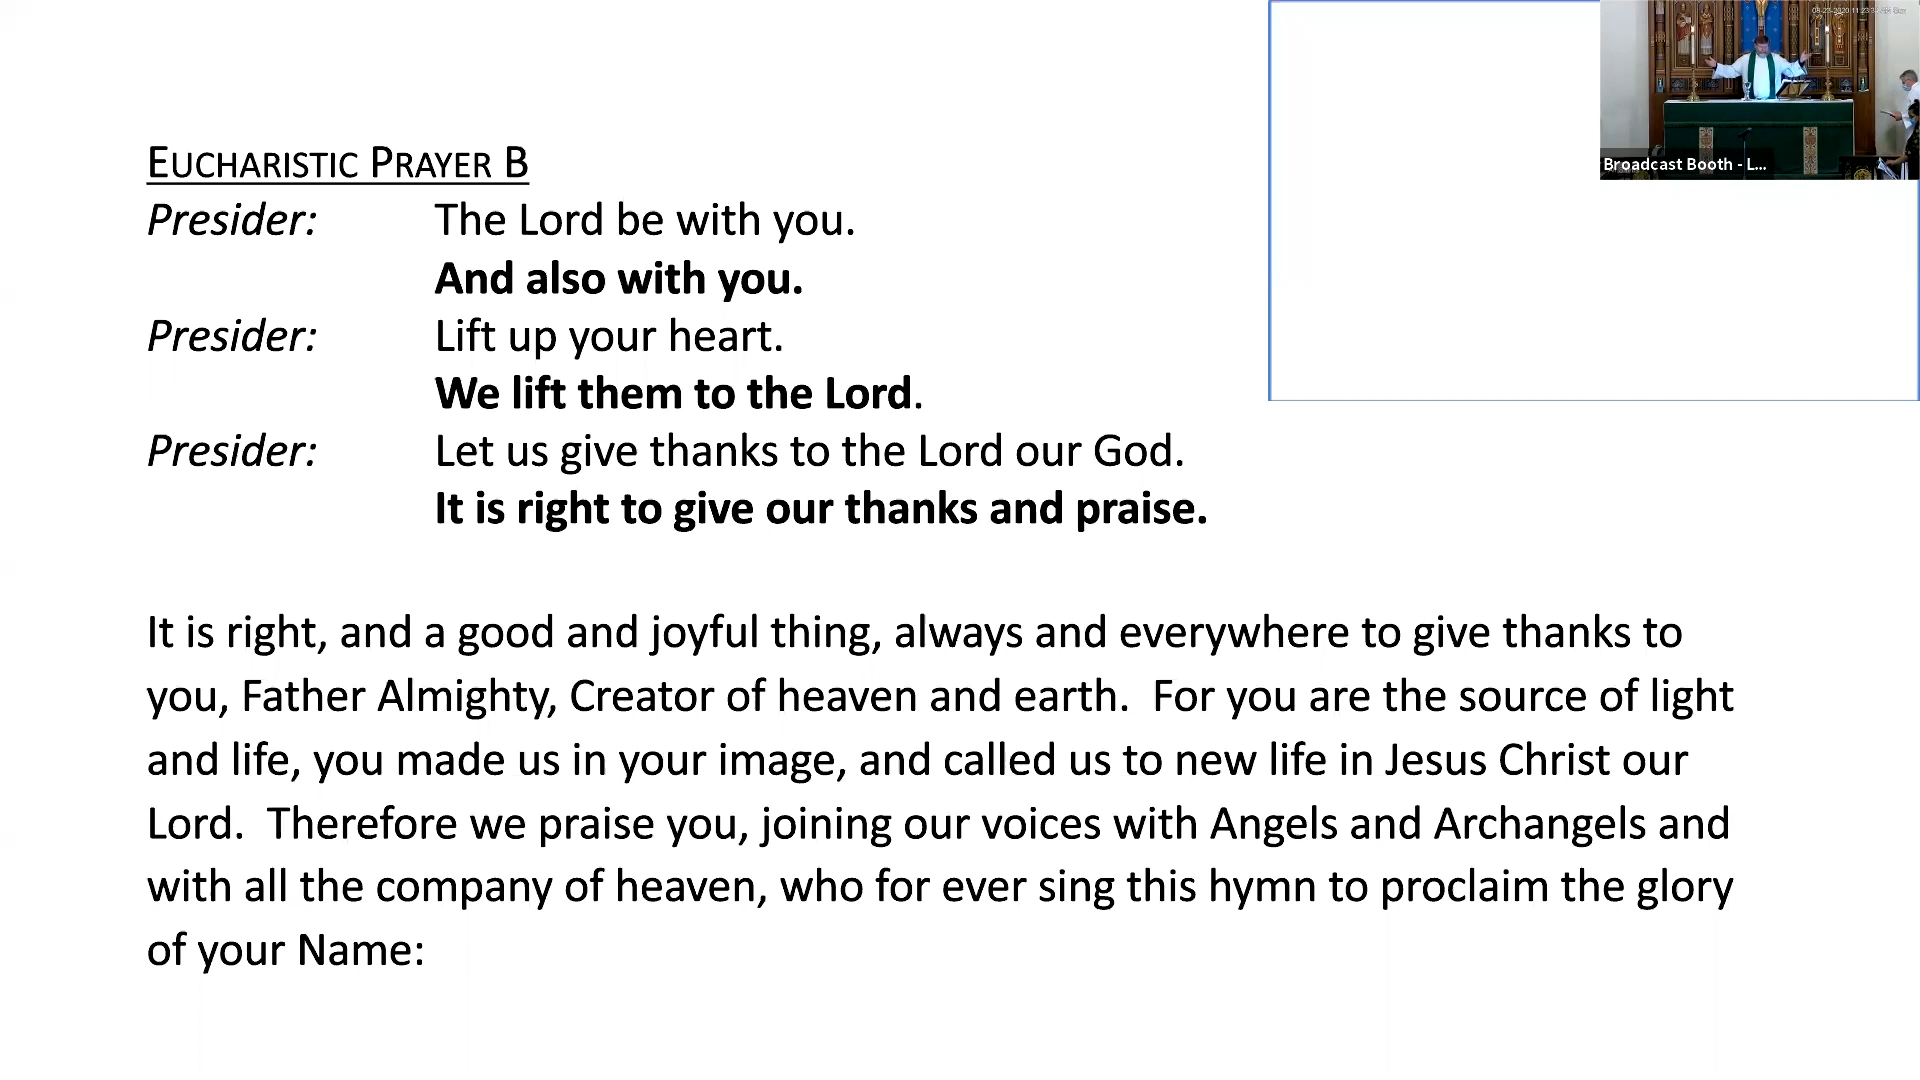 EUCHARISTIC PRAYER B
Presider: The Lord be with you.
And also with you.
Presider: Lift up your heart.
We lift them to the Lord.
Presider: Let us give thanks to the Lord our God.
It is right to give our thanks and praise.
It is right, and a good and joyful thing, always and everywhere to give thanks to
you, Father Almighty, Creator of heaven and earth. For you are the source of light
and life, you made us in your image, and called us to new life in Jesus Christ our
Lord. Therefore we praise you, joining our voices with Angels and Archangels and
with all the company of heaven, who for ever sing this hymn to proclaim the glory
of your Name:
Broadcast Booth - L...